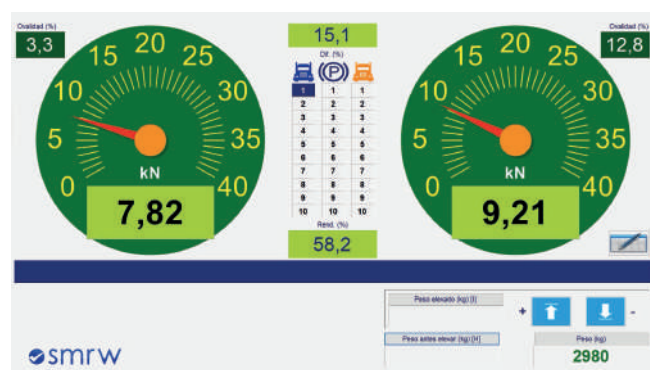 Ovalidad (%)
3,3
0 5 10 15 20 25 30 35 40
kN
7,82
15,1
Dif. (%)
(P)
1 1 1
2 2 2
3 3 3
4 4 4
5 5 5
6 6 6
7 7 7
8 8 8
9 9 9
10 10 10
Rend. (%)
58,2
Ovalidad (%)
12,8
0 5 10 15 20 25 30 35 40
kN
9,21
Peso elevado (kg) [I]
+ -
Peso antes elevar (kg) [H]
Peso (kg)
2980
smrw